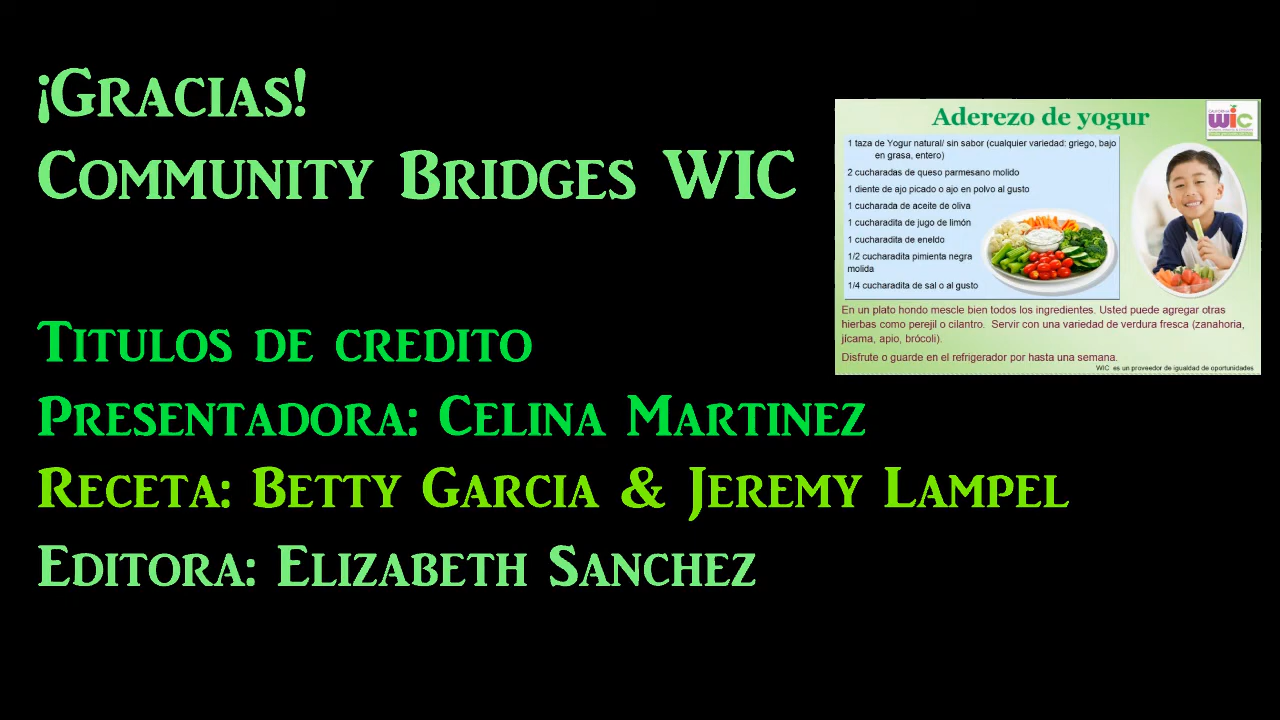 ¡Gracias!
Community Bridges WIC
Titulos de credito
Presentadora: Celina Martinez
Receta: Betty Garcia & Jeremy Lampel
Editora: Elizabeth Sanchez
Aderezo de yogur
WIC
1 taza de Yogur natural/ sin sabor (cualquier variedad: griego, bajo
en grasa, entero)
2 cucharadas de queso parmesano molido
1 diente de ajo picado o ajo en polvo al gusto
1 cucharada de aceite de oliva
1 cucharadita de jugo de limón
1 cucharadita de eneldo
1/2 cucharadita pimienta negra
molida
1/4 cucharadita de sal o al gusto
En un plato hondo mescle bien todos los ingredientes. Usted puede agregar otras
hierbas como perejil o cilantro. Servir con una variedad de verdura fresca (zanahoria,
jícama, apio, brócoli).
Disfrute o guarde en el refrigerador por hasta una semana.
WIC es un proveedor de igualdad de oportunidades